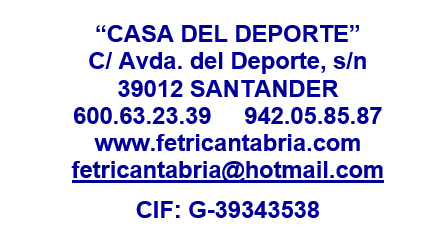 “CASA DEL DEPORTE”
C/ Avda. del Deporte, s/n
39012 SANTANDER
600.63.23.39 942.05.85.87
www.fetricantabria.com
fetricantabria@hotmail.com
CIF: G-39343538